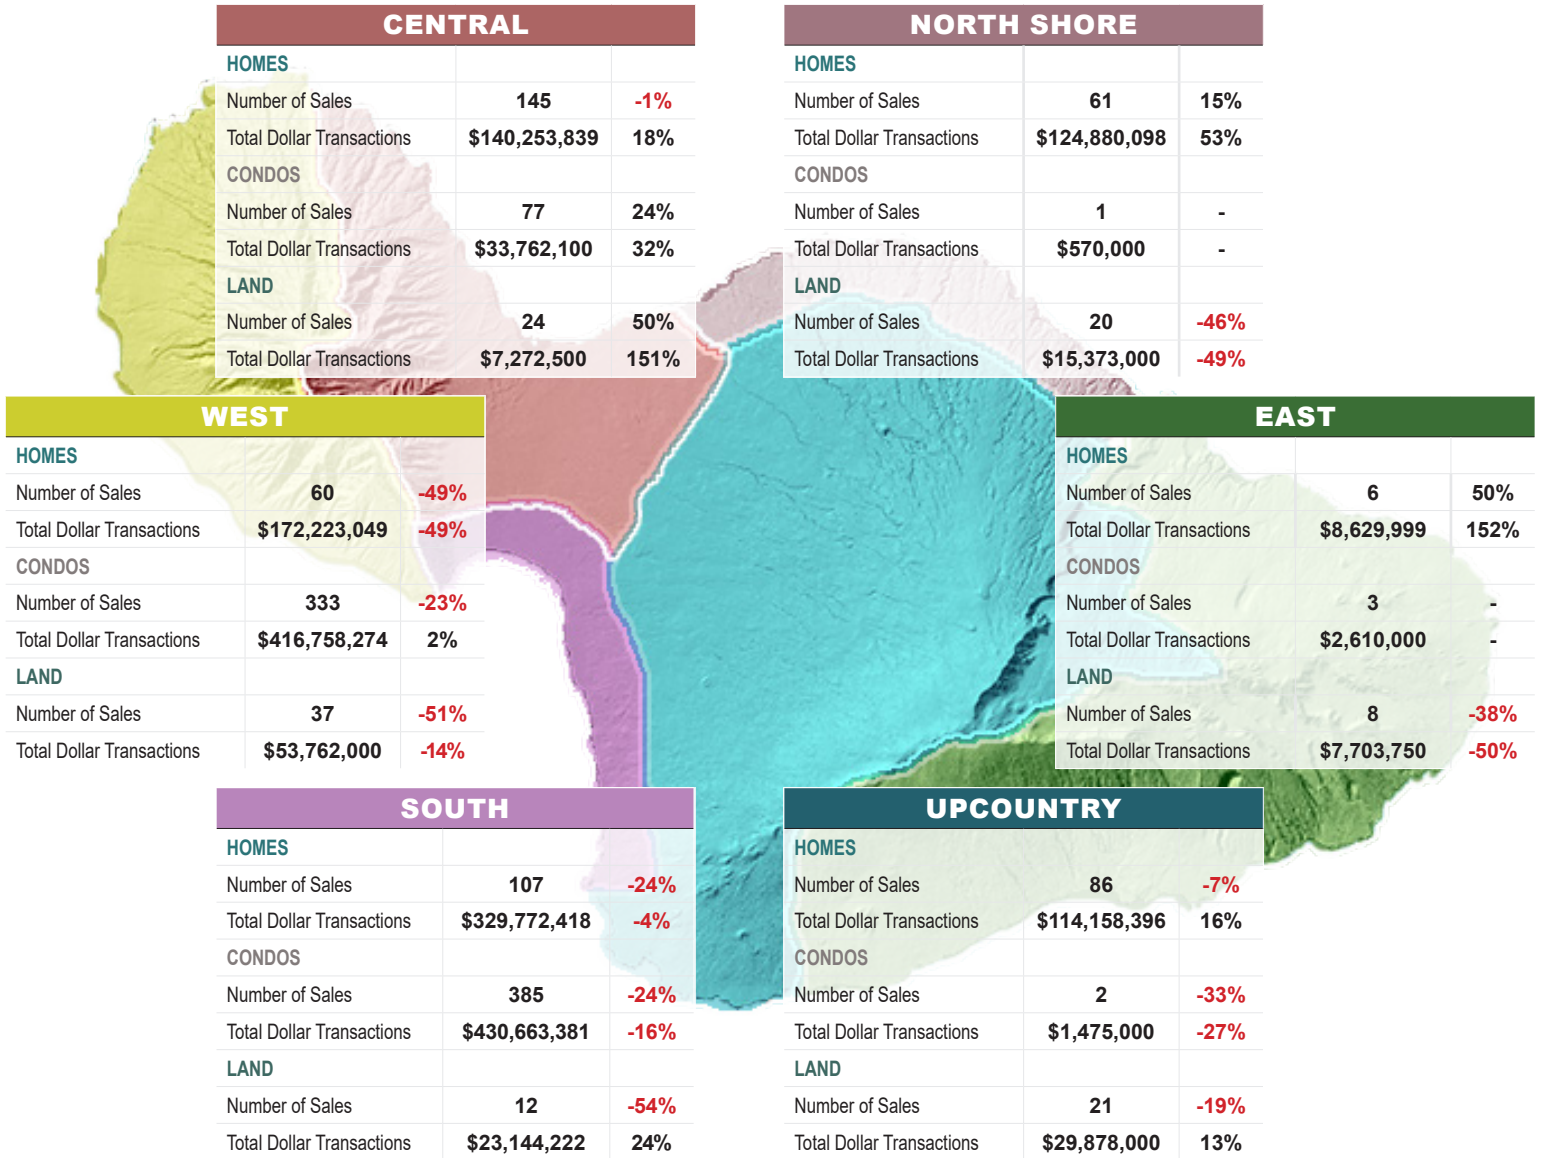 CENTRAL
HOMES
Number of Sales 145 -1%
Total Dollar Transactions $140,253,839 18%
CONDOS
Number of Sales 77 24%
Total Dollar Transactions $33,762,100 32%
LAND
Number of Sales 24 50%
Total Dollar Transactions $7,272,500 151%
NORTH SHORE
HOMES
Number of Sales 61 15%
Total Dollar Transactions $124,880,098 53%
CONDOS
Number of Sales 1 -
Total Dollar Transactions $570,000 -
LAND
Number of Sales 20 -46%
Total Dollar Transactions $15,373,000 -49%
WEST
HOMES
Number of Sales 60 -49%
Total Dollar Transactions $172,223,049 -49%
CONDOS
Number of Sales 333 -23%
Total Dollar Transactions $416,758,274 2%
LAND
Number of Sales 37 -51%
Total Dollar Transactions $53,762,000 -14%
EAST
HOMES
Number of Sales 6 50%
Total Dollar Transactions $8,629,999 152%
CONDOS
Number of Sales 3 -
Total Dollar Transactions $2,610,000 -
LAND
Number of Sales 8 -38%
Total Dollar Transactions $7,703,750 -50%
SOUTH
HOMES
Number of Sales 107 -24%
Total Dollar Transactions $329,772,418 -4%
CONDOS
Number of Sales 385 -24%
Total Dollar Transactions $430,663,381 -16%
LAND
Number of Sales 12 -54%
Total Dollar Transactions $23,144,222 24%
UPCOUNTRY
HOMES
Number of Sales 86 -7%
Total Dollar Transactions $114,158,396 16%
CONDOS
Number of Sales 2 -33%
Total Dollar Transactions $1,475,000 -27%
LAND
Number of Sales 21 -19%
Total Dollar Transactions $29,878,000 13%